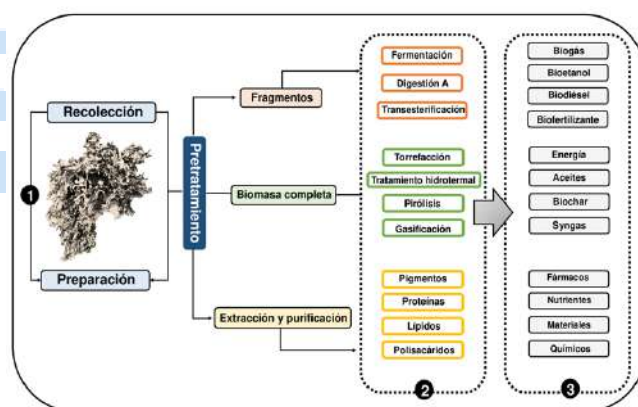 Recolección
1
Preparación
Pretratamiento
Fragmentos
Biomasa completa
Extracción y purificación
Fermentación
Digestión A
Transesterificación
Torrefacción
Tratamiento hidrotermal
Pirólisis
Gasificación
Pigmentos
Proteínas
Lípidos
Polisacáridos
2
Biogás
Bioetanol
Biodiésel
Biofertilizante
Energía
Aceites
Biochar
Syngas
Fármacos
Nutrientes
Materiales
Químicos
3